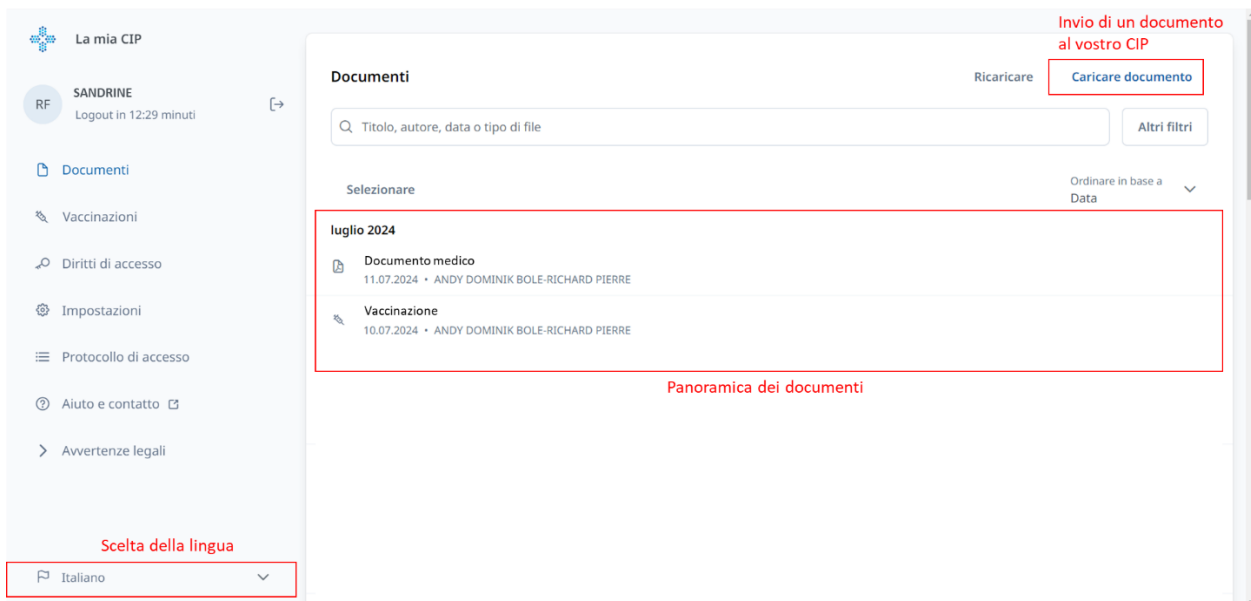 La mia CIP
RF
SANDRINE
Logout in 12:29 minuti
Documenti
Vaccinazioni
Diritti di accesso
Impostazioni
Protocollo di accesso
Aiuto e contatto
Avvertenze legali
Scelta della lingua
Italiano
Invio di un documento
al vostro CIP
Documenti
Ricaricare
Caricare documento
Titolo, autore, data o tipo di file
Altri filtri
Selezionare
Ordinare in base a
Data
luglio 2024
Documento medico
11.07.2024 • ANDY DOMINIK BOLE-RICHARD PIERRE
Vaccinazione
10.07.2024 • ANDY DOMINIK BOLE-RICHARD PIERRE
Panoramica dei documenti